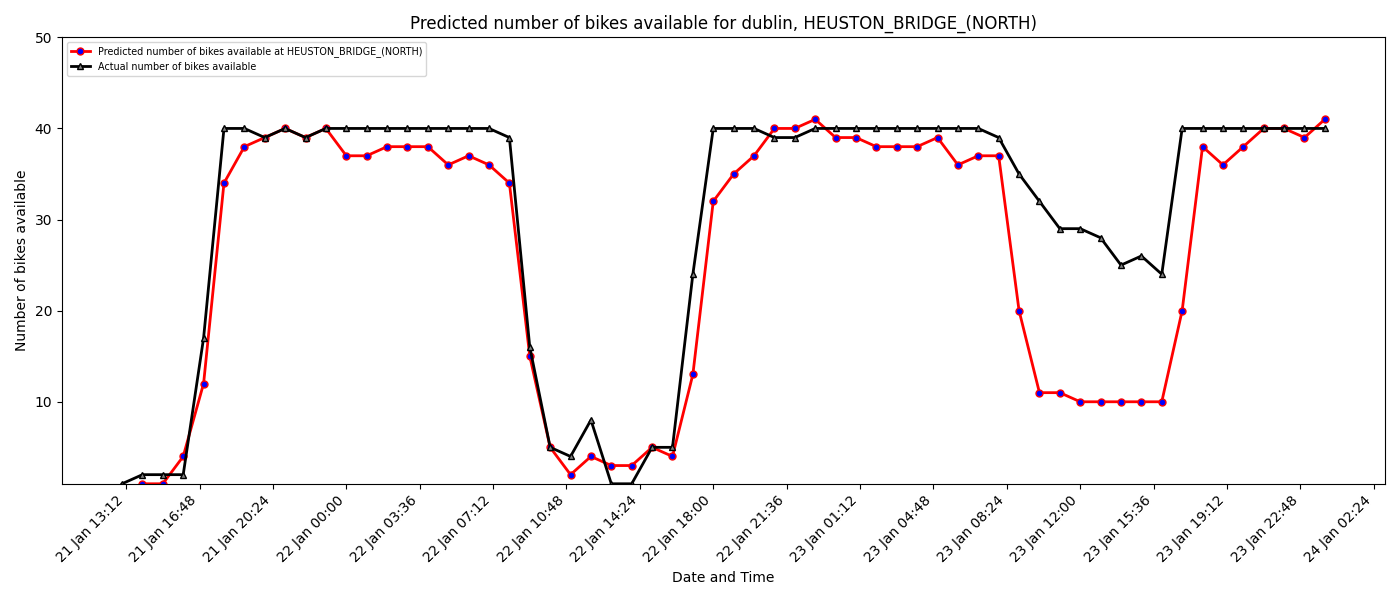 Predicted number of bikes available for dublin, HEUSTON_BRIDGE_(NORTH)
Predicted number of bikes available at HEUSTON_BRIDGE_(NORTH)
Actual number of bikes available
Number of bikes available
50
40
30
20
10
21 Jan 13:12
21 Jan 16:48
21 Jan 20:24
22 Jan 00:00
22 Jan 03:36
22 Jan 07:12
22 Jan 10:48
22 Jan 14:24
22 Jan 18:00
22 Jan 21:36
23 Jan 01:12
23 Jan 04:48
23 Jan 08:24
23 Jan 12:00
23 Jan 15:36
23 Jan 19:12
23 Jan 22:48
24 Jan 02:24
Date and Time